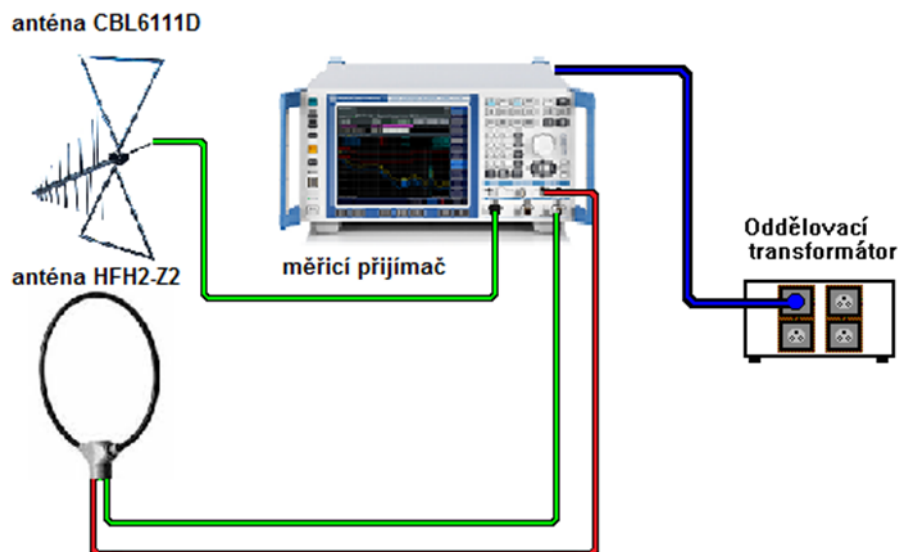 anténa CBL6111D
anténa HFH2-Z2
měřicí přijímač
Oddělovací
transformátor